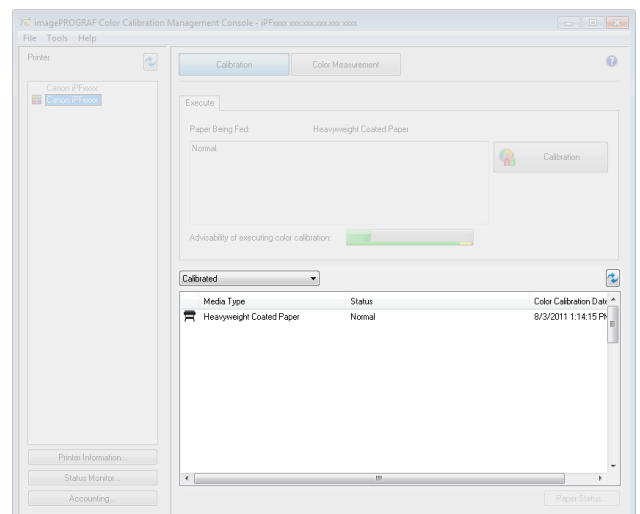 imagePROGRAF Color Calibration Management Console - iPFxxxx xxx.xxx.xxx.xxx xxxx
File Tools Help
Printer
Canon iPFxxxx
Canon iPFxxxx
Calibration
Color Measurement
Execute
Paper Being Fed: Heavyweight Coated Paper
Normal
Calibration
Advisability of executing color calibration:
Calibrated
Media Type Status Color Calibration Date
Heavyweight Coated Paper Normal 8/3/2011 1:14:15 PM
Printer Information...
Status Monitor...
Accounting...
Paper Status...